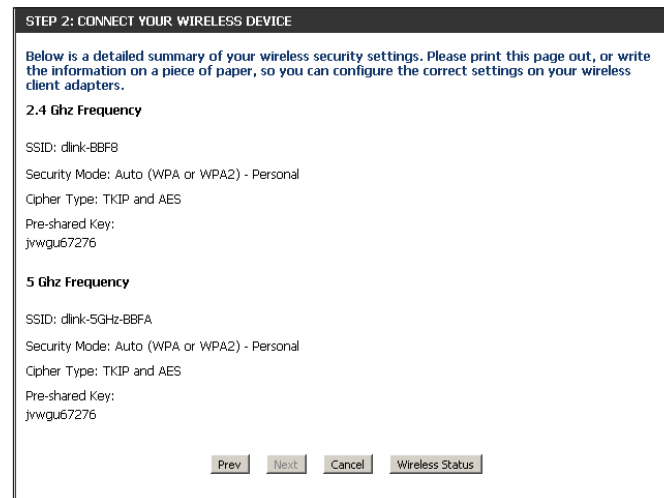 STEP 2: CONNECT YOUR WIRELESS DEVICE
Below is a detailed summary of your wireless security settings. Please print this page out, or write
the information on a piece of paper, so you can configure the correct settings on your wireless
client adapters.
2.4 Ghz Frequency
SSID: dlink-BBF8
Security Mode: Auto (WPA or WPA2) - Personal
Cipher Type: TKIP and AES
Pre-shared Key:
jvwgu67276
5 Ghz Frequency
SSID: dlink-5GHz-BBFA
Security Mode: Auto (WPA or WPA2) - Personal
Cipher Type: TKIP and AES
Pre-shared Key:
jvwgu67276
Prev Next Cancel Wireless Status